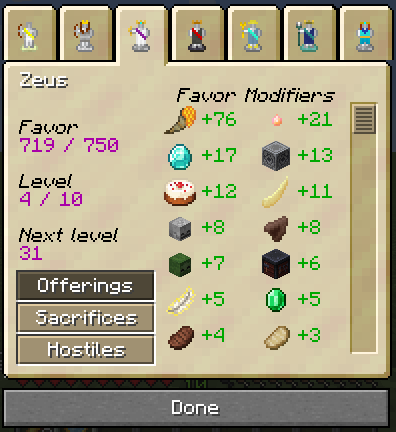 Zeus
Favor
719 / 750
Level
4 / 10
Next level
31
Offerings
Sacrifices
Hostiles
Favor Modifiers
+76 +21
+17 +13
+12 +11
+8 +8
+7 +6
+5 +5
+4 +3
Done